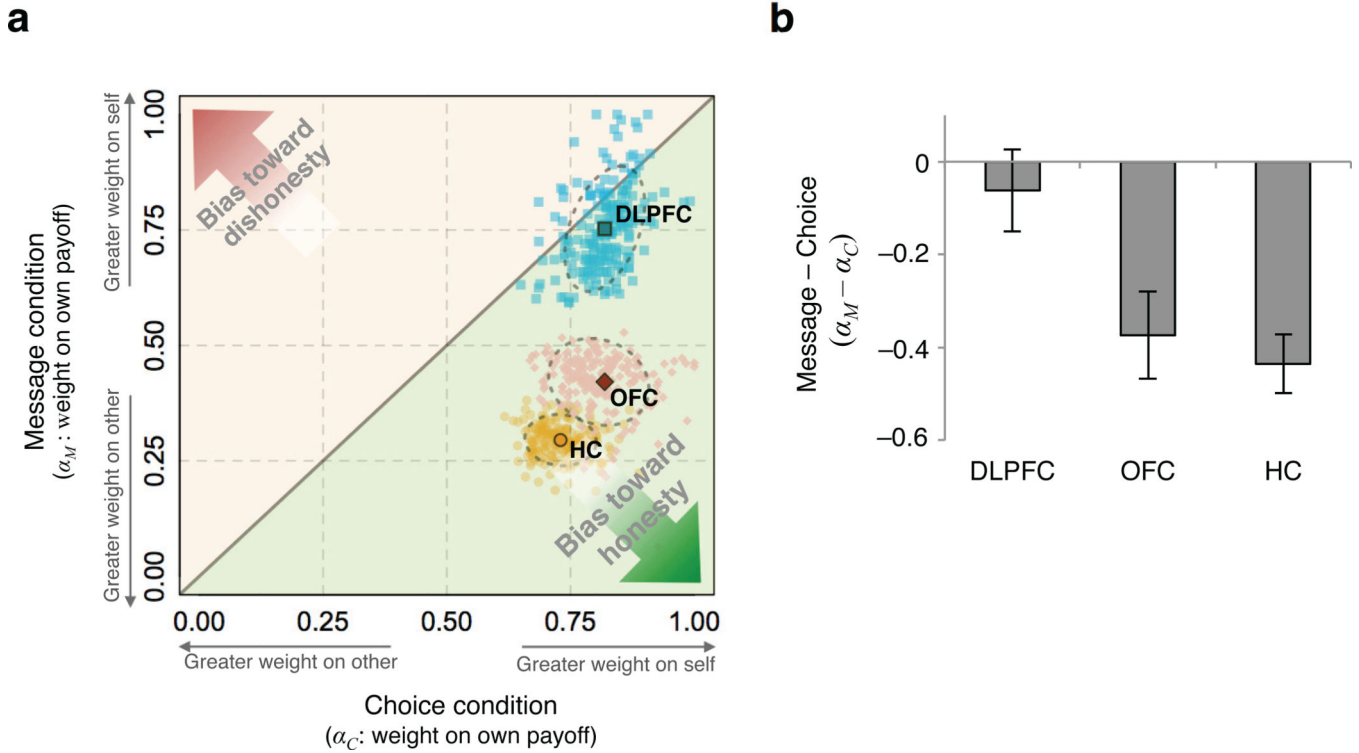 a
Bias toward
dishonesty
DLPFC
OFC
HC
Bias toward
honesty
Message condition
(αM: weight on own payoff)
Greater weight on self
Greater weight on other
1.00
0.75
0.50
0.25
0.00
0.00 0.25 0.50 0.75 1.00
Greater weight on other Greater weight on self
Choice condition
(αC: weight on own payoff)
b
Message – Choice
(αM – αC)
0
–0.2
–0.4
–0.6
DLPFC OFC HC